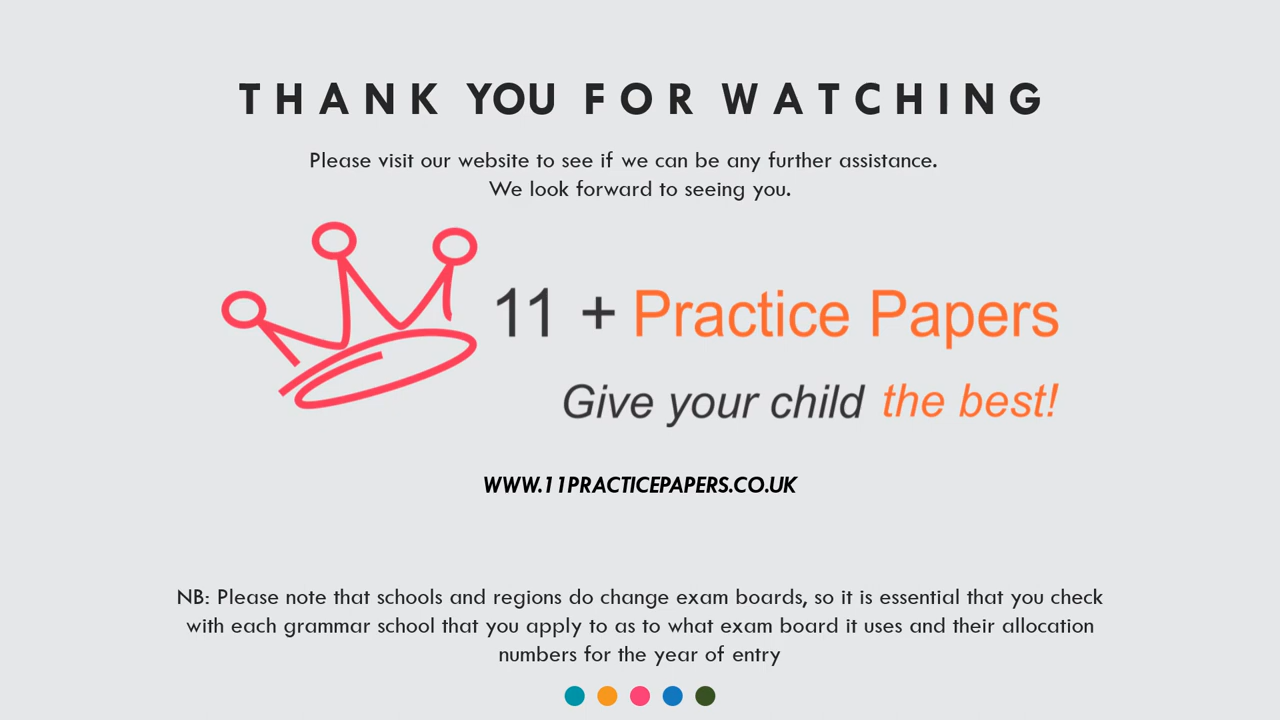 THANK YOU FOR WATCHING
Please visit our website to see if we can be any further assistance.
We look forward to seeing you.
11 + Practice Papers
Give your child the best!
WWW.11PRACTICEPAPERS.CO.UK
NB: Please note that schools and regions do change exam boards, so it is essential that you check
with each grammar school that you apply to as to what exam board it uses and their allocation
numbers for the year of entry